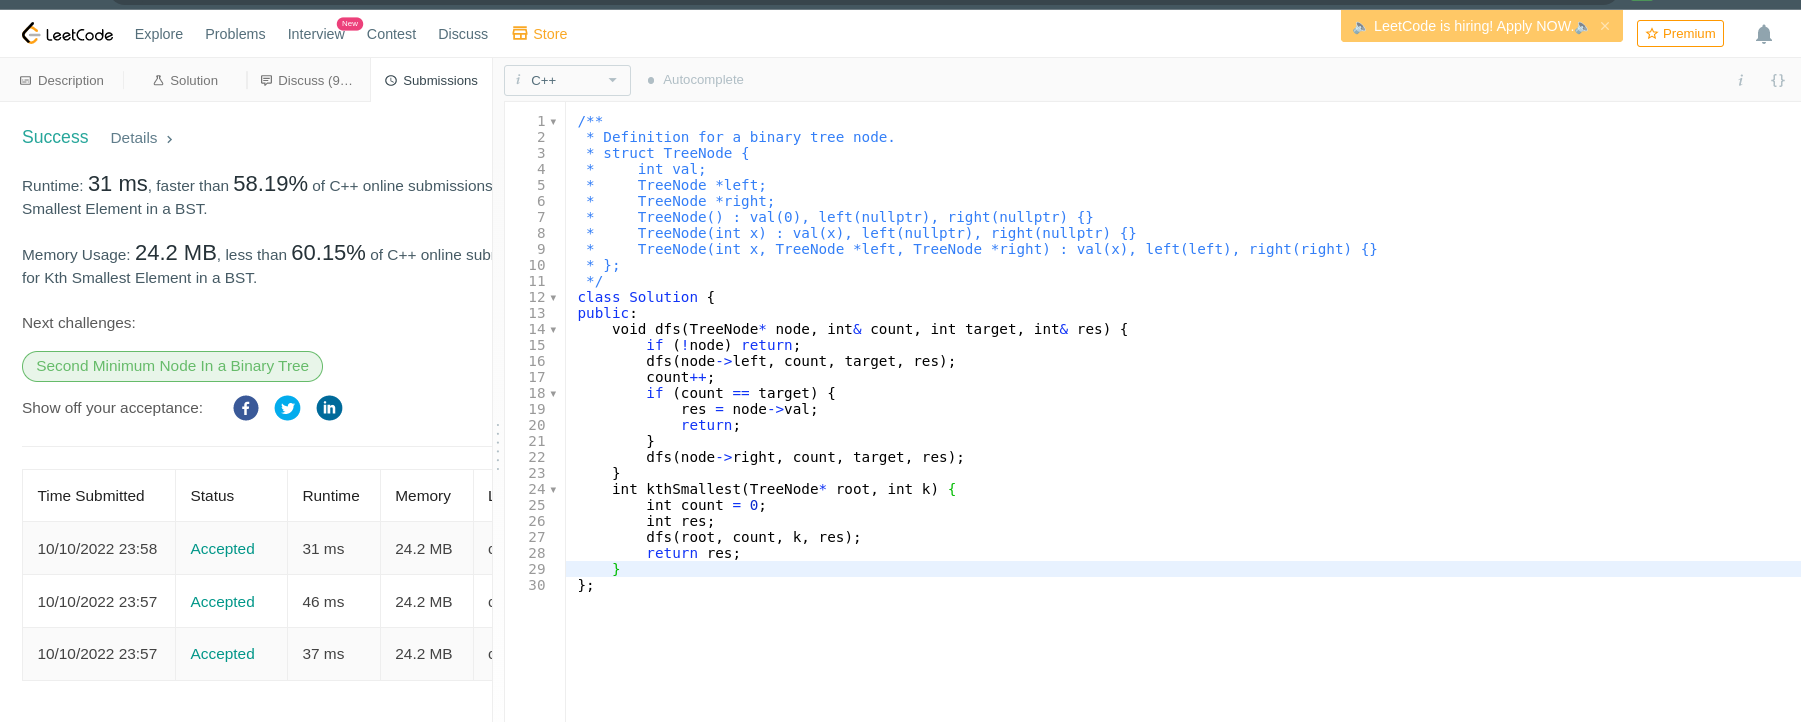 LeetCode Explore Problems Interview New Contest Discuss Store LeetCode is hiring! Apply NOW. Premium
Description Solution Discuss (9... Submissions
i C++ Autocomplete i {}
Success Details
Runtime: 31 ms, faster than 58.19% of C++ online submissions
Smallest Element in a BST.
Memory Usage: 24.2 MB, less than 60.15% of C++ online sub
for Kth Smallest Element in a BST.
Next challenges:
Second Minimum Node In a Binary Tree
Show off your acceptance: f in
Time Submitted Status Runtime Memory
10/10/2022 23:58 Accepted 31 ms 24.2 MB
10/10/2022 23:57 Accepted 46 ms 24.2 MB
10/10/2022 23:57 Accepted 37 ms 24.2 MB
1 /**
2  * Definition for a binary tree node.
3  * struct TreeNode {
4  *     int val;
5  *     TreeNode *left;
6  *     TreeNode *right;
7  *     TreeNode() : val(0), left(nullptr), right(nullptr) {}
8  *     TreeNode(int x) : val(x), left(nullptr), right(nullptr) {}
9  *     TreeNode(int x, TreeNode *left, TreeNode *right) : val(x), left(left), right(right) {}
10  * };
11  */
12 class Solution {
13 public:
14     void dfs(TreeNode* node, int& count, int target, int& res) {
15         if (!node) return;
16         dfs(node->left, count, target, res);
17         count++;
18         if (count == target) {
19             res = node->val;
20             return;
21         }
22         dfs(node->right, count, target, res);
23     }
24     int kthSmallest(TreeNode* root, int k) {
25         int count = 0;
26         int res;
27         dfs(root, count, k, res);
28         return res;
29     }
30 };